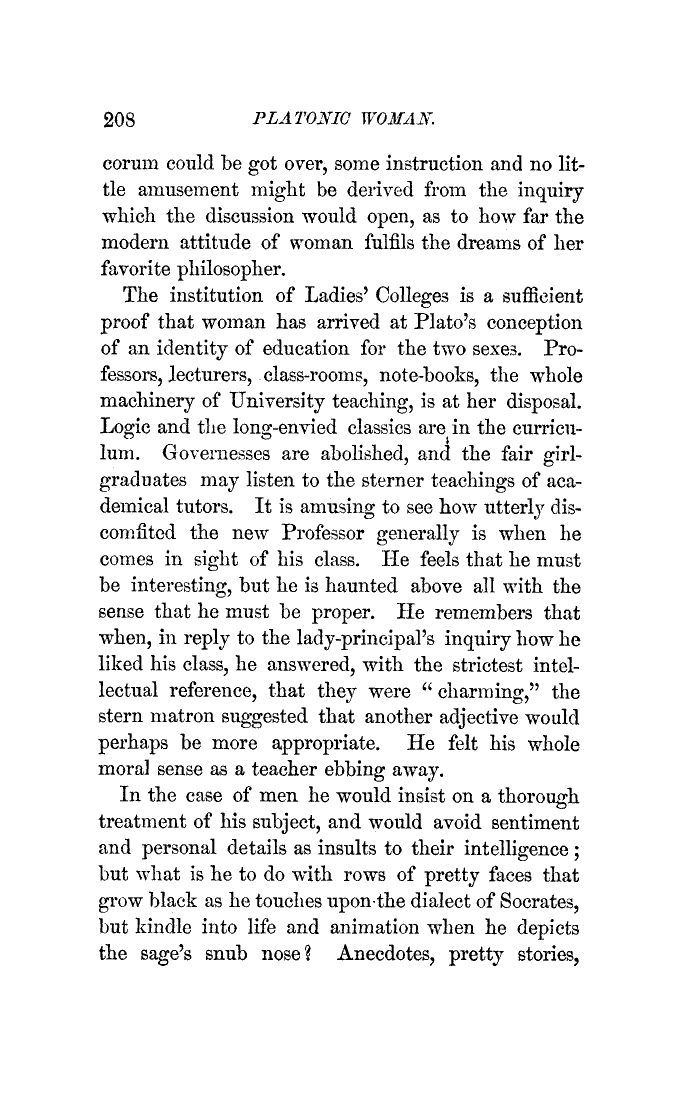 208 PLATONIC WOMAN.
corum could be got over, some instruction and no lit-
tle amusement might be derived from the inquiry
which the discussion would open, as to how far the
modern attitude of woman fulfils the dreams of her
favorite philosopher.
The institution of Ladies’ Colleges is a sufficient
proof that woman has arrived at Plato’s conception
of an identity of education for the two sexes. Pro-
fessors, lecturers, class-rooms, note-books, the whole
machinery of University teaching, is at her disposal.
Logic and the long-envied classics are in the curricu-
lum. Governesses are abolished, and the fair girl-
graduates may listen to the sterner teachings of aca-
demical tutors. It is amusing to see how utterly dis-
comfited the new Professor generally is when he
comes in sight of his class. He feels that he must
be interesting, but he is haunted above all with the
sense that he must be proper. He remembers that
when, in reply to the lady-principal’s inquiry how he
liked his class, he answered, with the strictest intel-
lectual reference, that they were “charming,” the
stern matron suggested that another adjective would
perhaps be more appropriate. He felt his whole
moral sense as a teacher ebbing away.
In the case of men he would insist on a thorough
treatment of his subject, and would avoid sentiment
and personal details as insults to their intelligence;
but what is he to do with rows of pretty faces that
grow black as he touches upon the dialect of Socrates,
but kindle into life and animation when he depicts
the sage’s snub nose? Anecdotes, pretty stories,